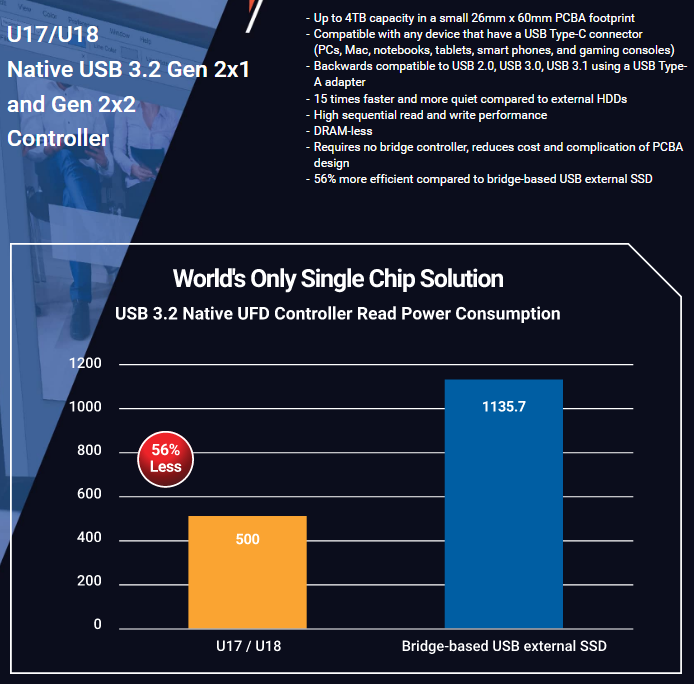 U17/U18
Native USB 3.2 Gen 2x1
and Gen 2x2
Controller
- Up to 4TB capacity in a small 26mm x 60mm PCBA footprint
- Compatible with any device that have a USB Type-C connector
(PCs, Mac, notebooks, tablets, smart phones, and gaming consoles)
- Backwards compatible to USB 2.0, USB 3.0, USB 3.1 using a USB Type-
A adapter
- 15 times faster and more quiet compared to external HDDs
- High sequential read and write performance
- DRAM-less
- Requires no bridge controller, reduces cost and complication of PCBA
design
- 56% more efficient compared to bridge-based USB external SSD
World's Only Single Chip Solution
USB 3.2 Native UFD Controller Read Power Consumption
1200
1000
800
600
400
200
0
56%
Less
500
1135.7
U17 / U18
Bridge-based USB external SSD